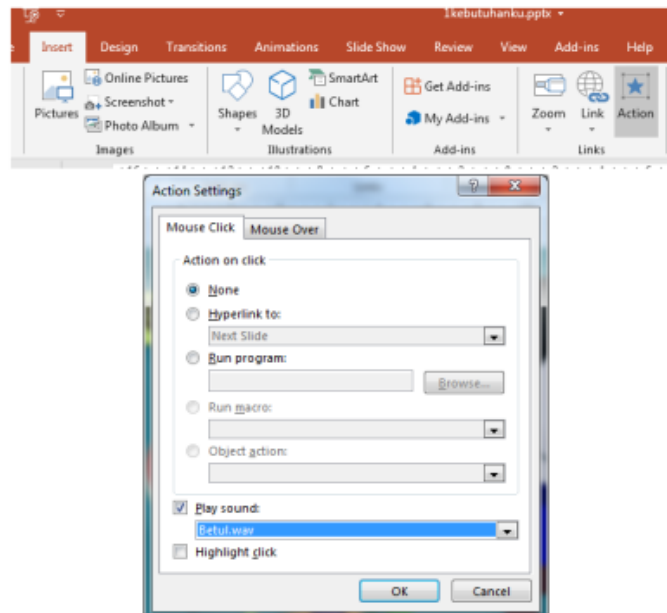 1kebutuhanku.pptx
Insert Design Transitions Animations Slide Show Review View Add-ins Help
Pictures
Online Pictures
Screenshot
Photo Album
Images
Shapes
3D
Models
SmartArt
Chart
Illustrations
Get Add-ins
My Add-ins
Add-ins
Zoom
Link
Action
Links
Action Settings
Mouse Click Mouse Over
Action on click
None
Hyperlink to:
Next Slide
Run program:
Browse...
Run macro:
Object action:
Play sound:
Betul.wav
Highlight click
OK Cancel